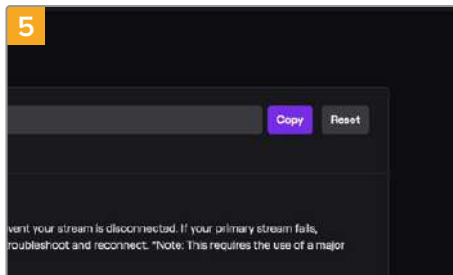 5
Copy Reset
vent your stream is disconnected. If your primary stream fails,
roubleshoot and reconnect. *Note: This requires the use of a major